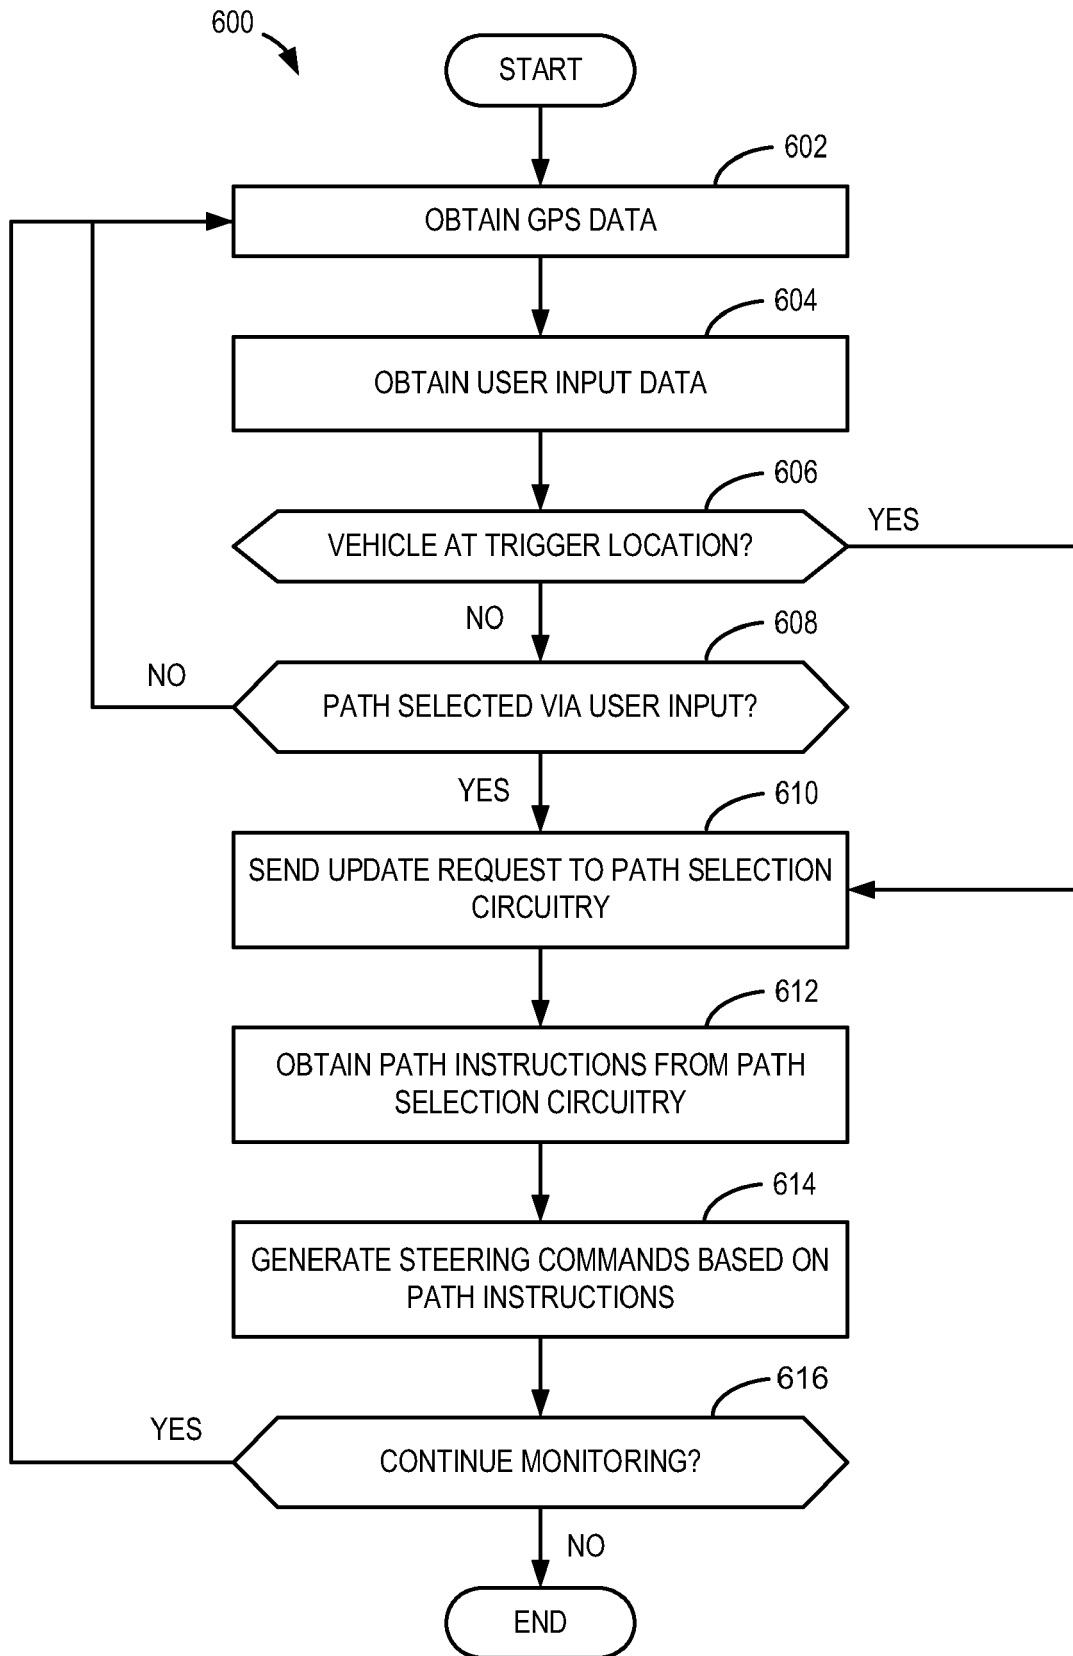 600
START
602
OBTAIN GPS DATA
604
OBTAIN USER INPUT DATA
606
VEHICLE AT TRIGGER LOCATION?
YES
NO
608
PATH SELECTED VIA USER INPUT?
NO
YES
610
SEND UPDATE REQUEST TO PATH SELECTION
CIRCUITRY
612
OBTAIN PATH INSTRUCTIONS FROM PATH
SELECTION CIRCUITRY
614
GENERATE STEERING COMMANDS BASED ON
PATH INSTRUCTIONS
616
CONTINUE MONITORING?
YES
NO
END